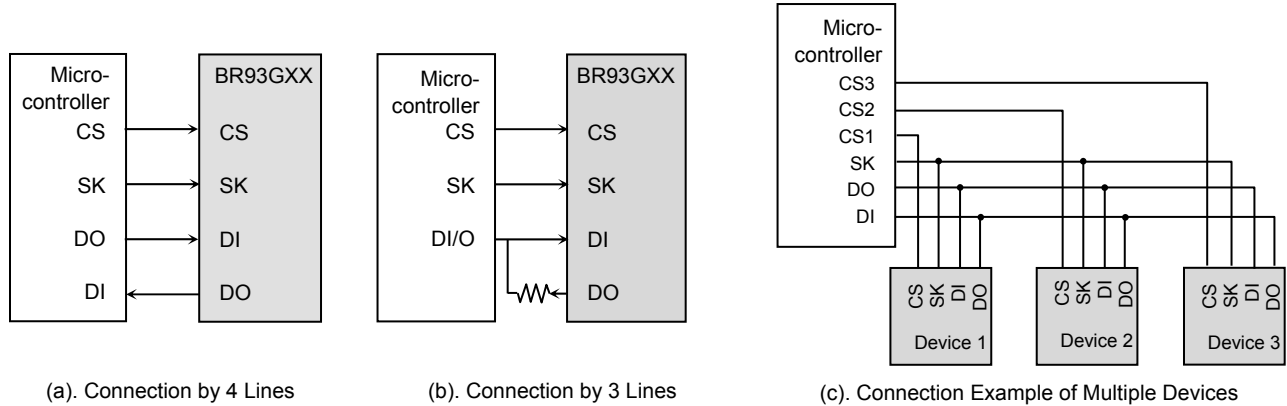 Micro-
controller
CS
SK
DO
DI
BR93GXX
CS
SK
DI
DO
(a). Connection by 4 Lines
Micro-
controller
CS
SK
DI/O
BR93GXX
CS
SK
DI
DO
(b). Connection by 3 Lines
Micro-
controller
CS3
CS2
CS1
SK
DO
DI
CS
SK
DI
DO
Device 1
CS
SK
DI
DO
Device 2
CS
SK
DI
DO
Device 3
(c). Connection Example of Multiple Devices